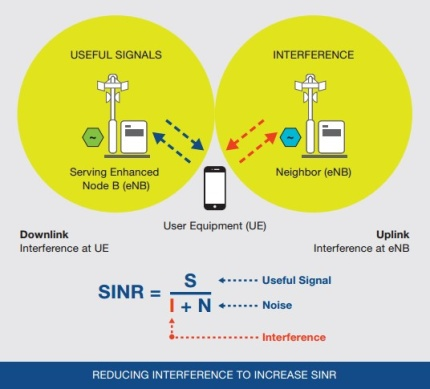 USEFUL SIGNALS
INTERFERENCE
~
~
Serving Enhanced
Node B (eNB)
Neighbor (eNB)
User Equipment (UE)
Downlink
Interference at UE
Uplink
Interference at eNB
SINR = S
I + N
Useful Signal
Noise
Interference
REDUCING INTERFERENCE TO INCREASE SINR